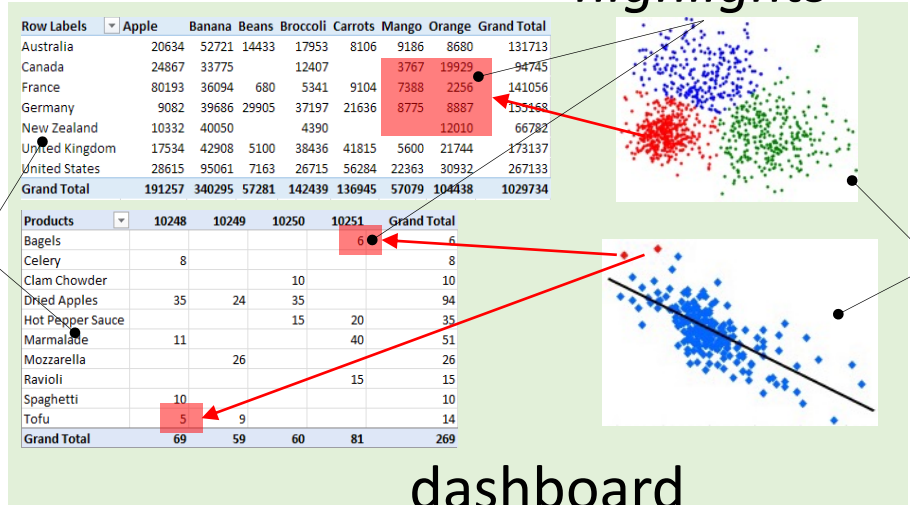 highlights
Row Labels Apple Banana Beans Broccoli Carrots Mango Orange Grand Total
Australia 20634 52721 14433 17953 8106 9186 8680 131713
Canada 24867 33775 12407 3767 19929 94745
France 80193 36094 680 5341 9104 7388 2256 141056
Germany 9082 39686 29905 37197 21636 8775 8887 155168
New Zealand 10332 40050 4390 12010 66782
United Kingdom 17534 42908 5100 38436 41815 5600 21744 173137
United States 28615 95061 7163 26715 56284 22363 30932 267133
Grand Total 191257 340295 57281 142439 136945 57079 104438 1029734
Products 10248 10249 10250 10251 Grand Total
Bagels 6 6
Celery 8 8
Clam Chowder 10 10
Dried Apples 35 24 35 94
Hot Pepper Sauce 15 20 35
Marmalade 11 40 51
Mozzarella 26 26
Ravioli 15 15
Spaghetti 10 10
Tofu 5 9 14
Grand Total 69 59 60 81 269
dashboard